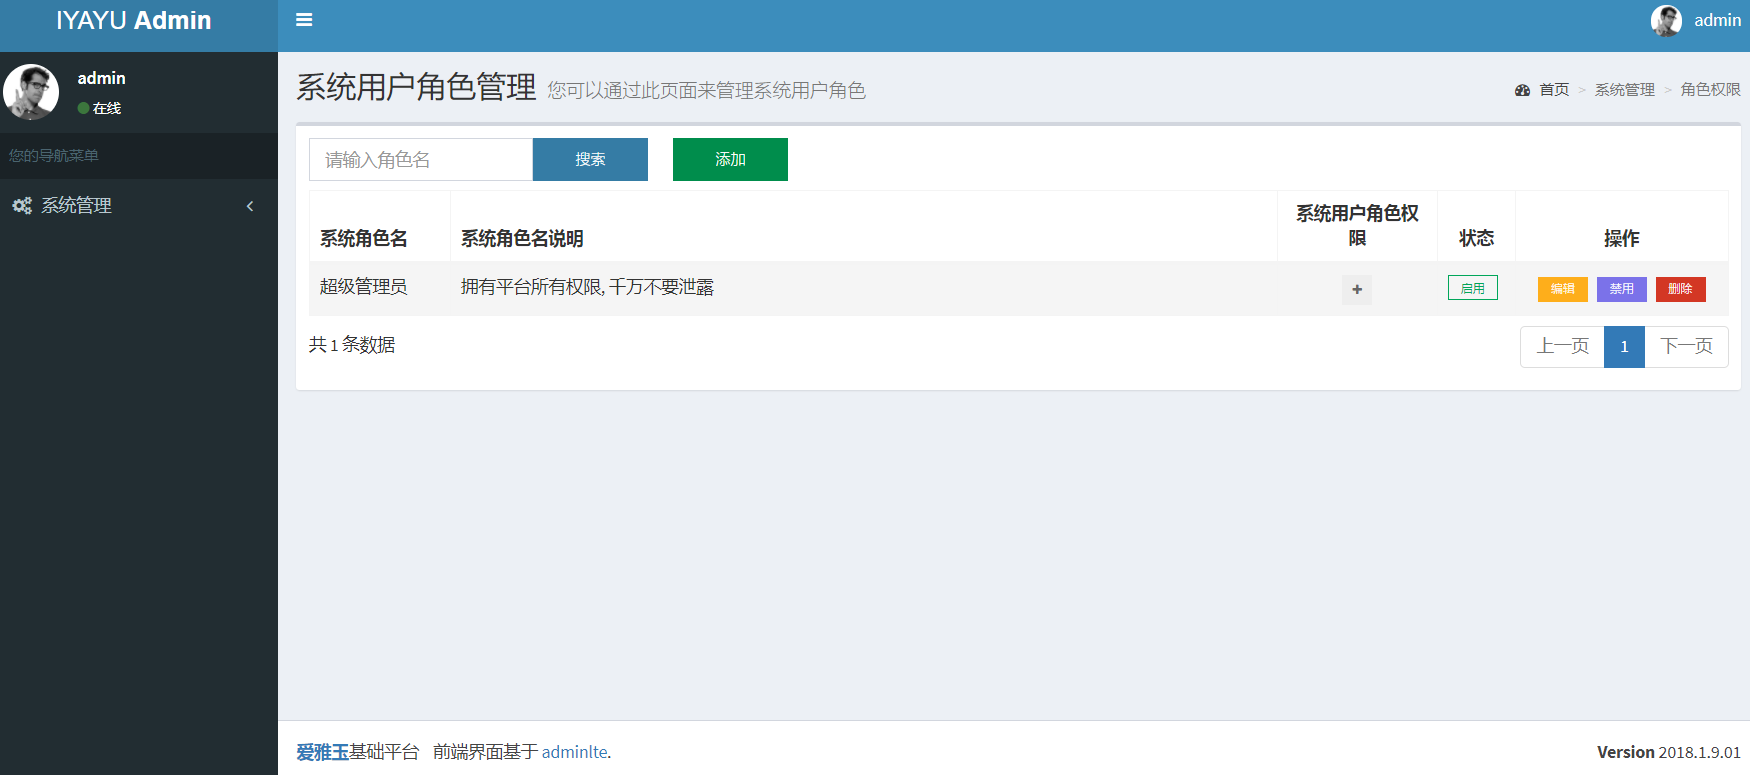 IYAYU Admin
admin
admin
在线
您的导航菜单
系统管理
系统用户角色管理 您可以通过此页面来管理系统用户角色
首页 > 系统管理 > 角色权限
请输入角色名 搜索 添加
系统角色名 系统角色名说明 系统用户角色权限 状态 操作
超级管理员 拥有平台所有权限, 千万不要泄露 + 启用 编辑 禁用 删除
共 1 条数据 上一页 1 下一页
爱雅玉基础平台 前端界面基于 adminlte. Version 2018.1.9.01